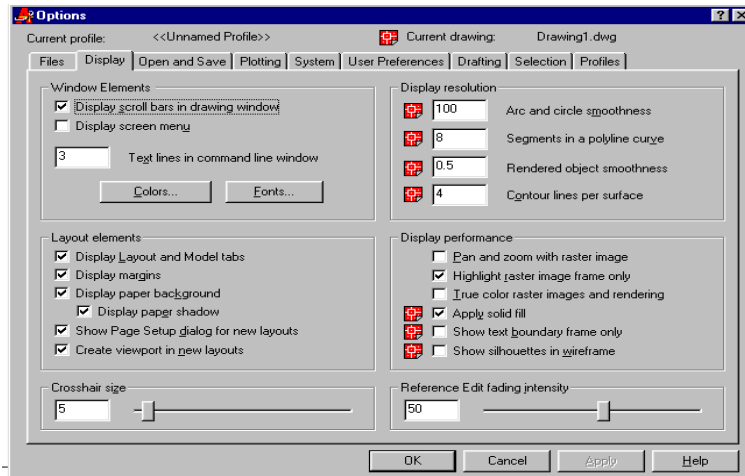 Options
Current profile: <<Unnamed Profile>> Current drawing: Drawing1.dwg
Files Display Open and Save Plotting System User Preferences Drafting Selection Profiles
Window Elements
Display scroll bars in drawing window
Display screen menu
3 Text lines in command line window
Colors... Fonts...
Display resolution
100 Arc and circle smoothness
8 Segments in a polyline curve
0.5 Rendered object smoothness
4 Contour lines per surface
Layout elements
Display Layout and Model tabs
Display margins
Display paper background
Display paper shadow
Show Page Setup dialog for new layouts
Create viewport in new layouts
Display performance
Pan and zoom with raster image
Highlight raster image frame only
True color raster images and rendering
Apply solid fill
Show text boundary frame only
Show silhouettes in wireframe
Crosshair size
5
Reference Edit fading intensity
50
OK Cancel Apply Help